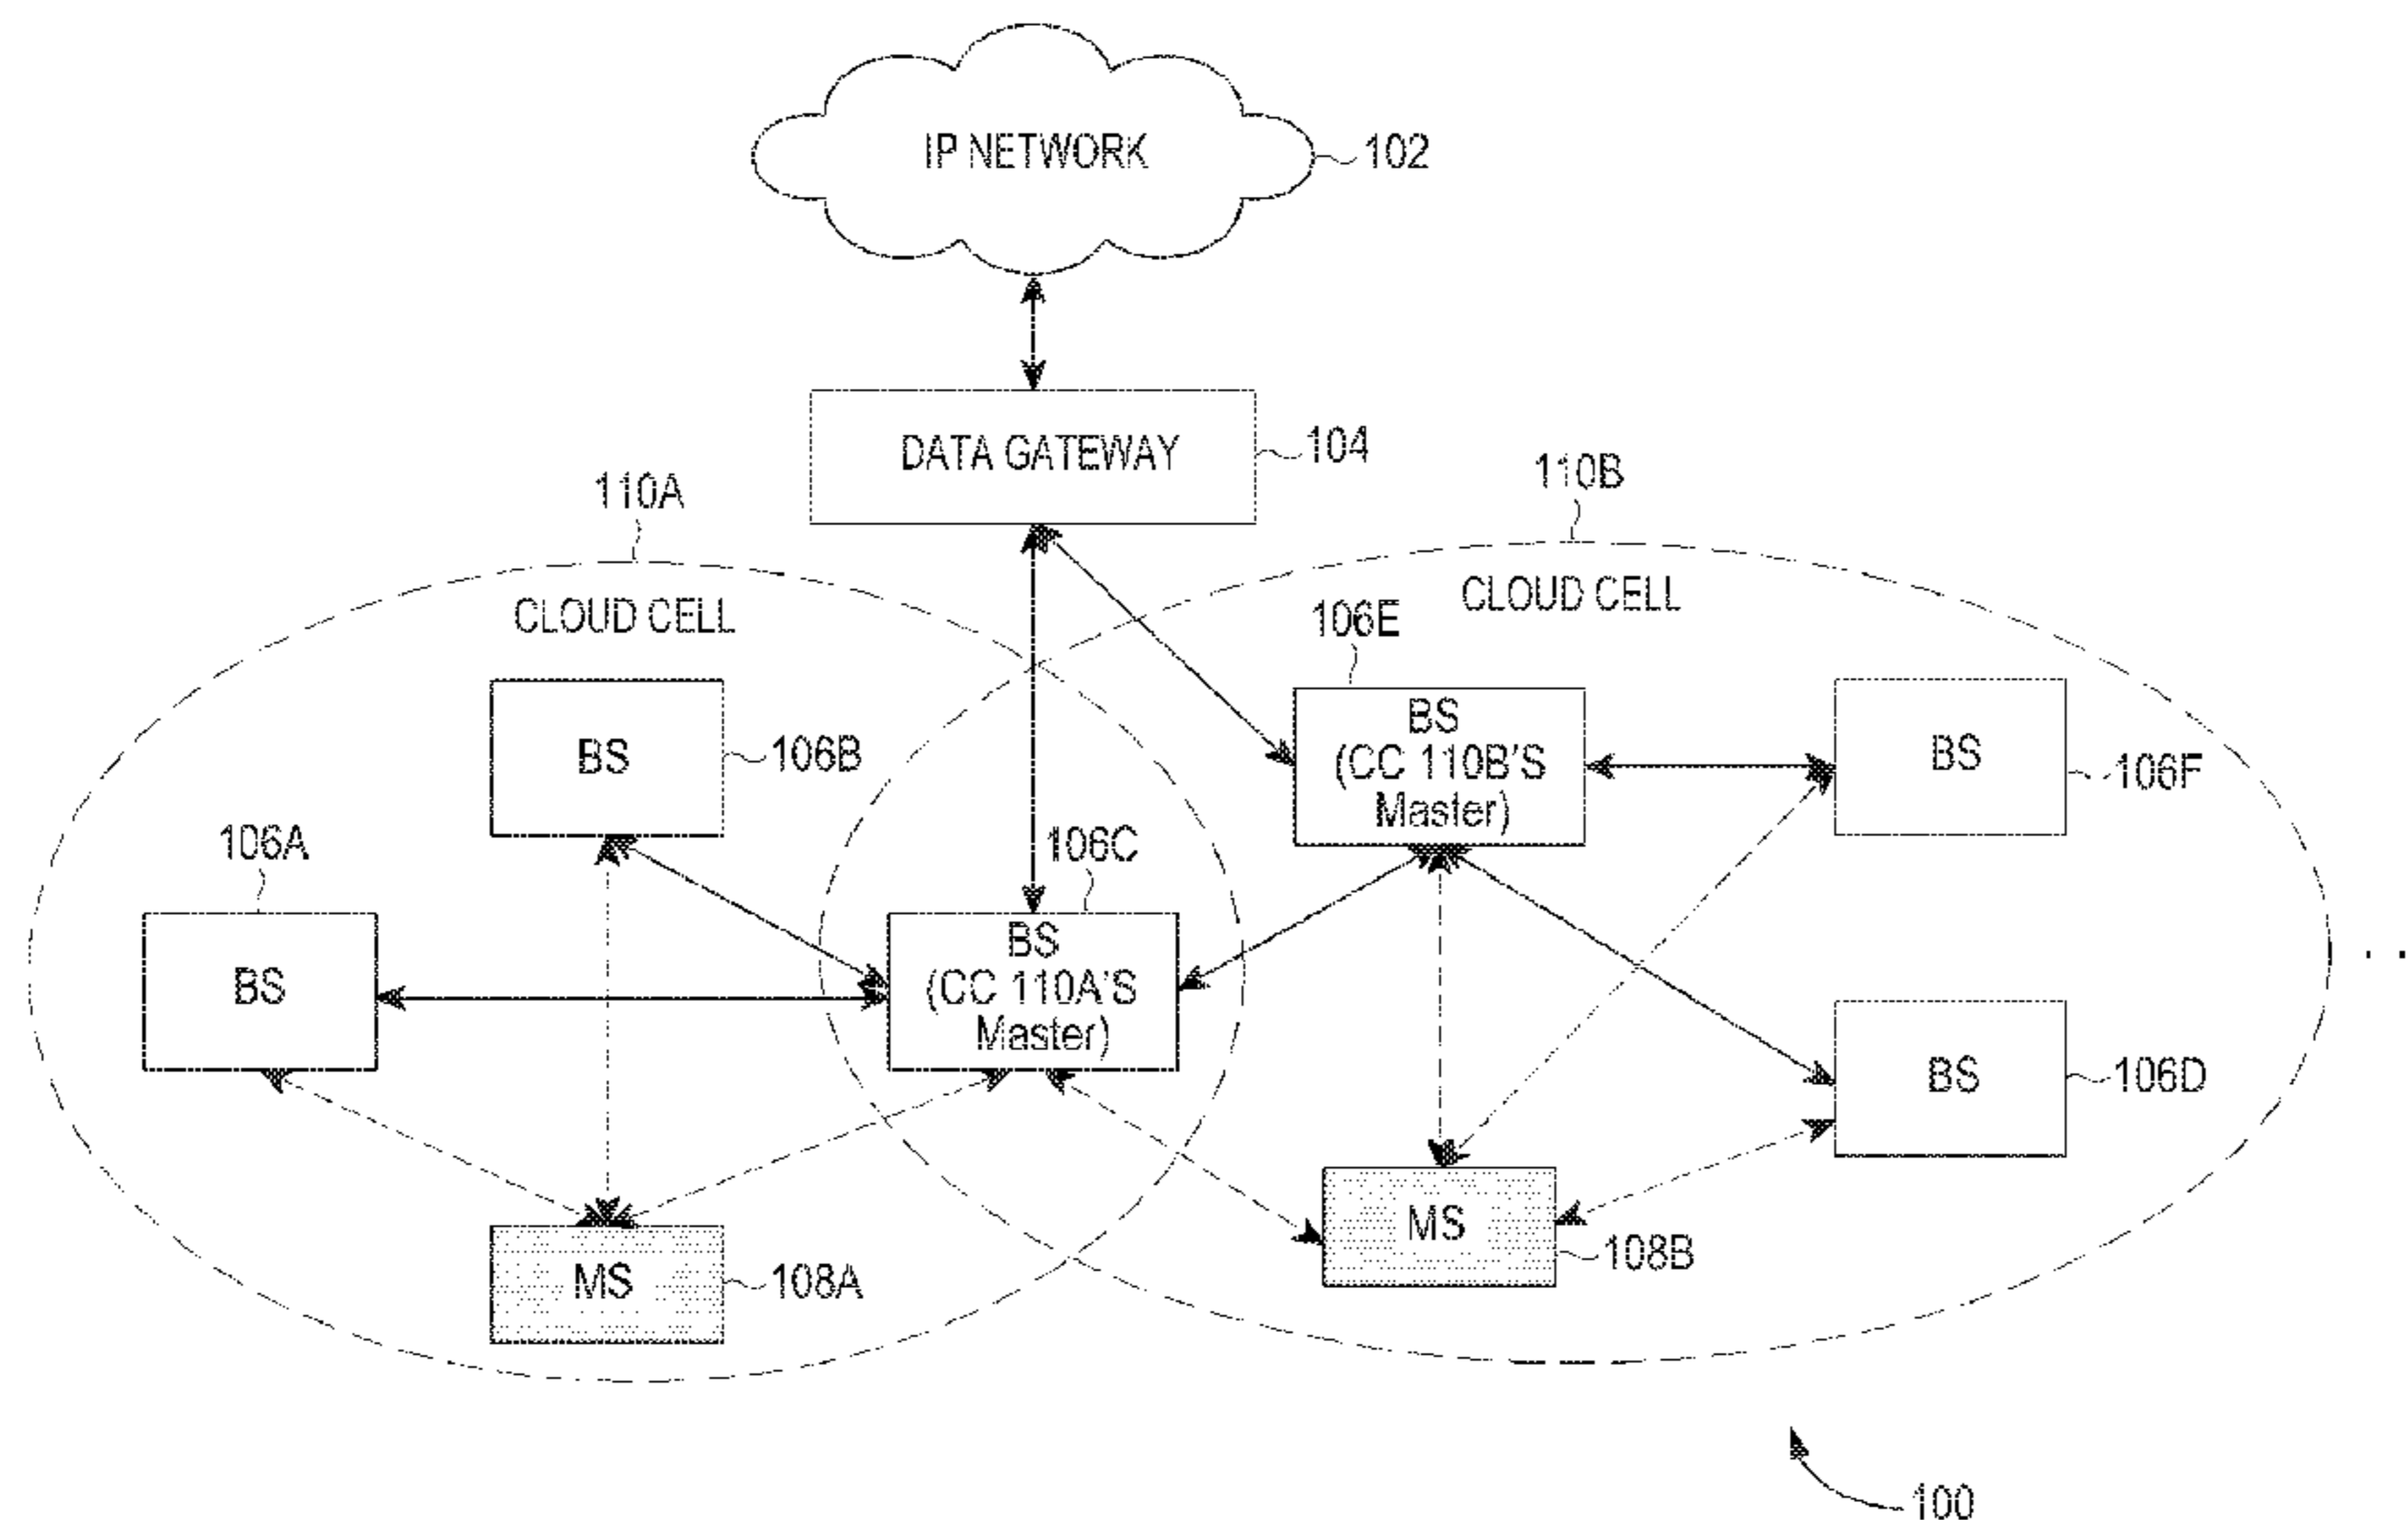 IP NETWORK
102
DATA GATEWAY
104
110A
110B
CLOUD CELL
CLOUD CELL
106E
BS
(CC 110B'S
Master)
BS
106F
BS
106B
106A
BS
106C
BS
(CC 110A'S
Master)
BS
106D
MS
108A
MS
108B
100